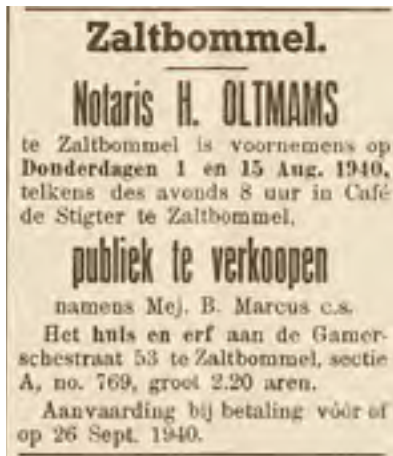 Zaltbommel.
Notaris H. OLTMAMS
te Zaltbommel is voornemens op
Donderdagen 1 en 15 Aug. 1940,
telkens des avonds 8 uur in Café
de Stigter te Zaltbommel,
publiek te verkoopen
namens Mej. B. Marcus c.s.
Het huis en erf aan de Gamer-
schestraat 53 te Zaltbommel, sectie
A, no. 769, groot 2.20 aren.
Aanvaarding bij betaling vóór of
op 26 Sept. 1940.